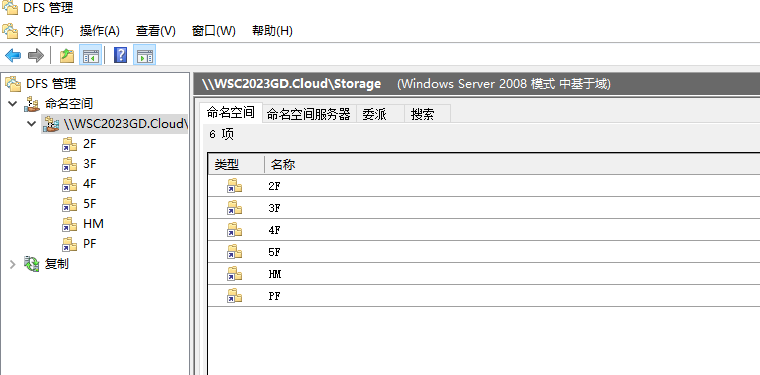 DFS 管理
文件(F) 操作(A) 查看(V) 窗口(W) 帮助(H)
DFS 管理
命名空间
\\WSC2023GD.Cloud\
2F
3F
4F
5F
HM
PF
复制
\\WSC2023GD.Cloud\Storage (Windows Server 2008 模式 中基于域)
命名空间 命名空间服务器 委派 搜索
6 项
类型 名称
2F
3F
4F
5F
HM
PF